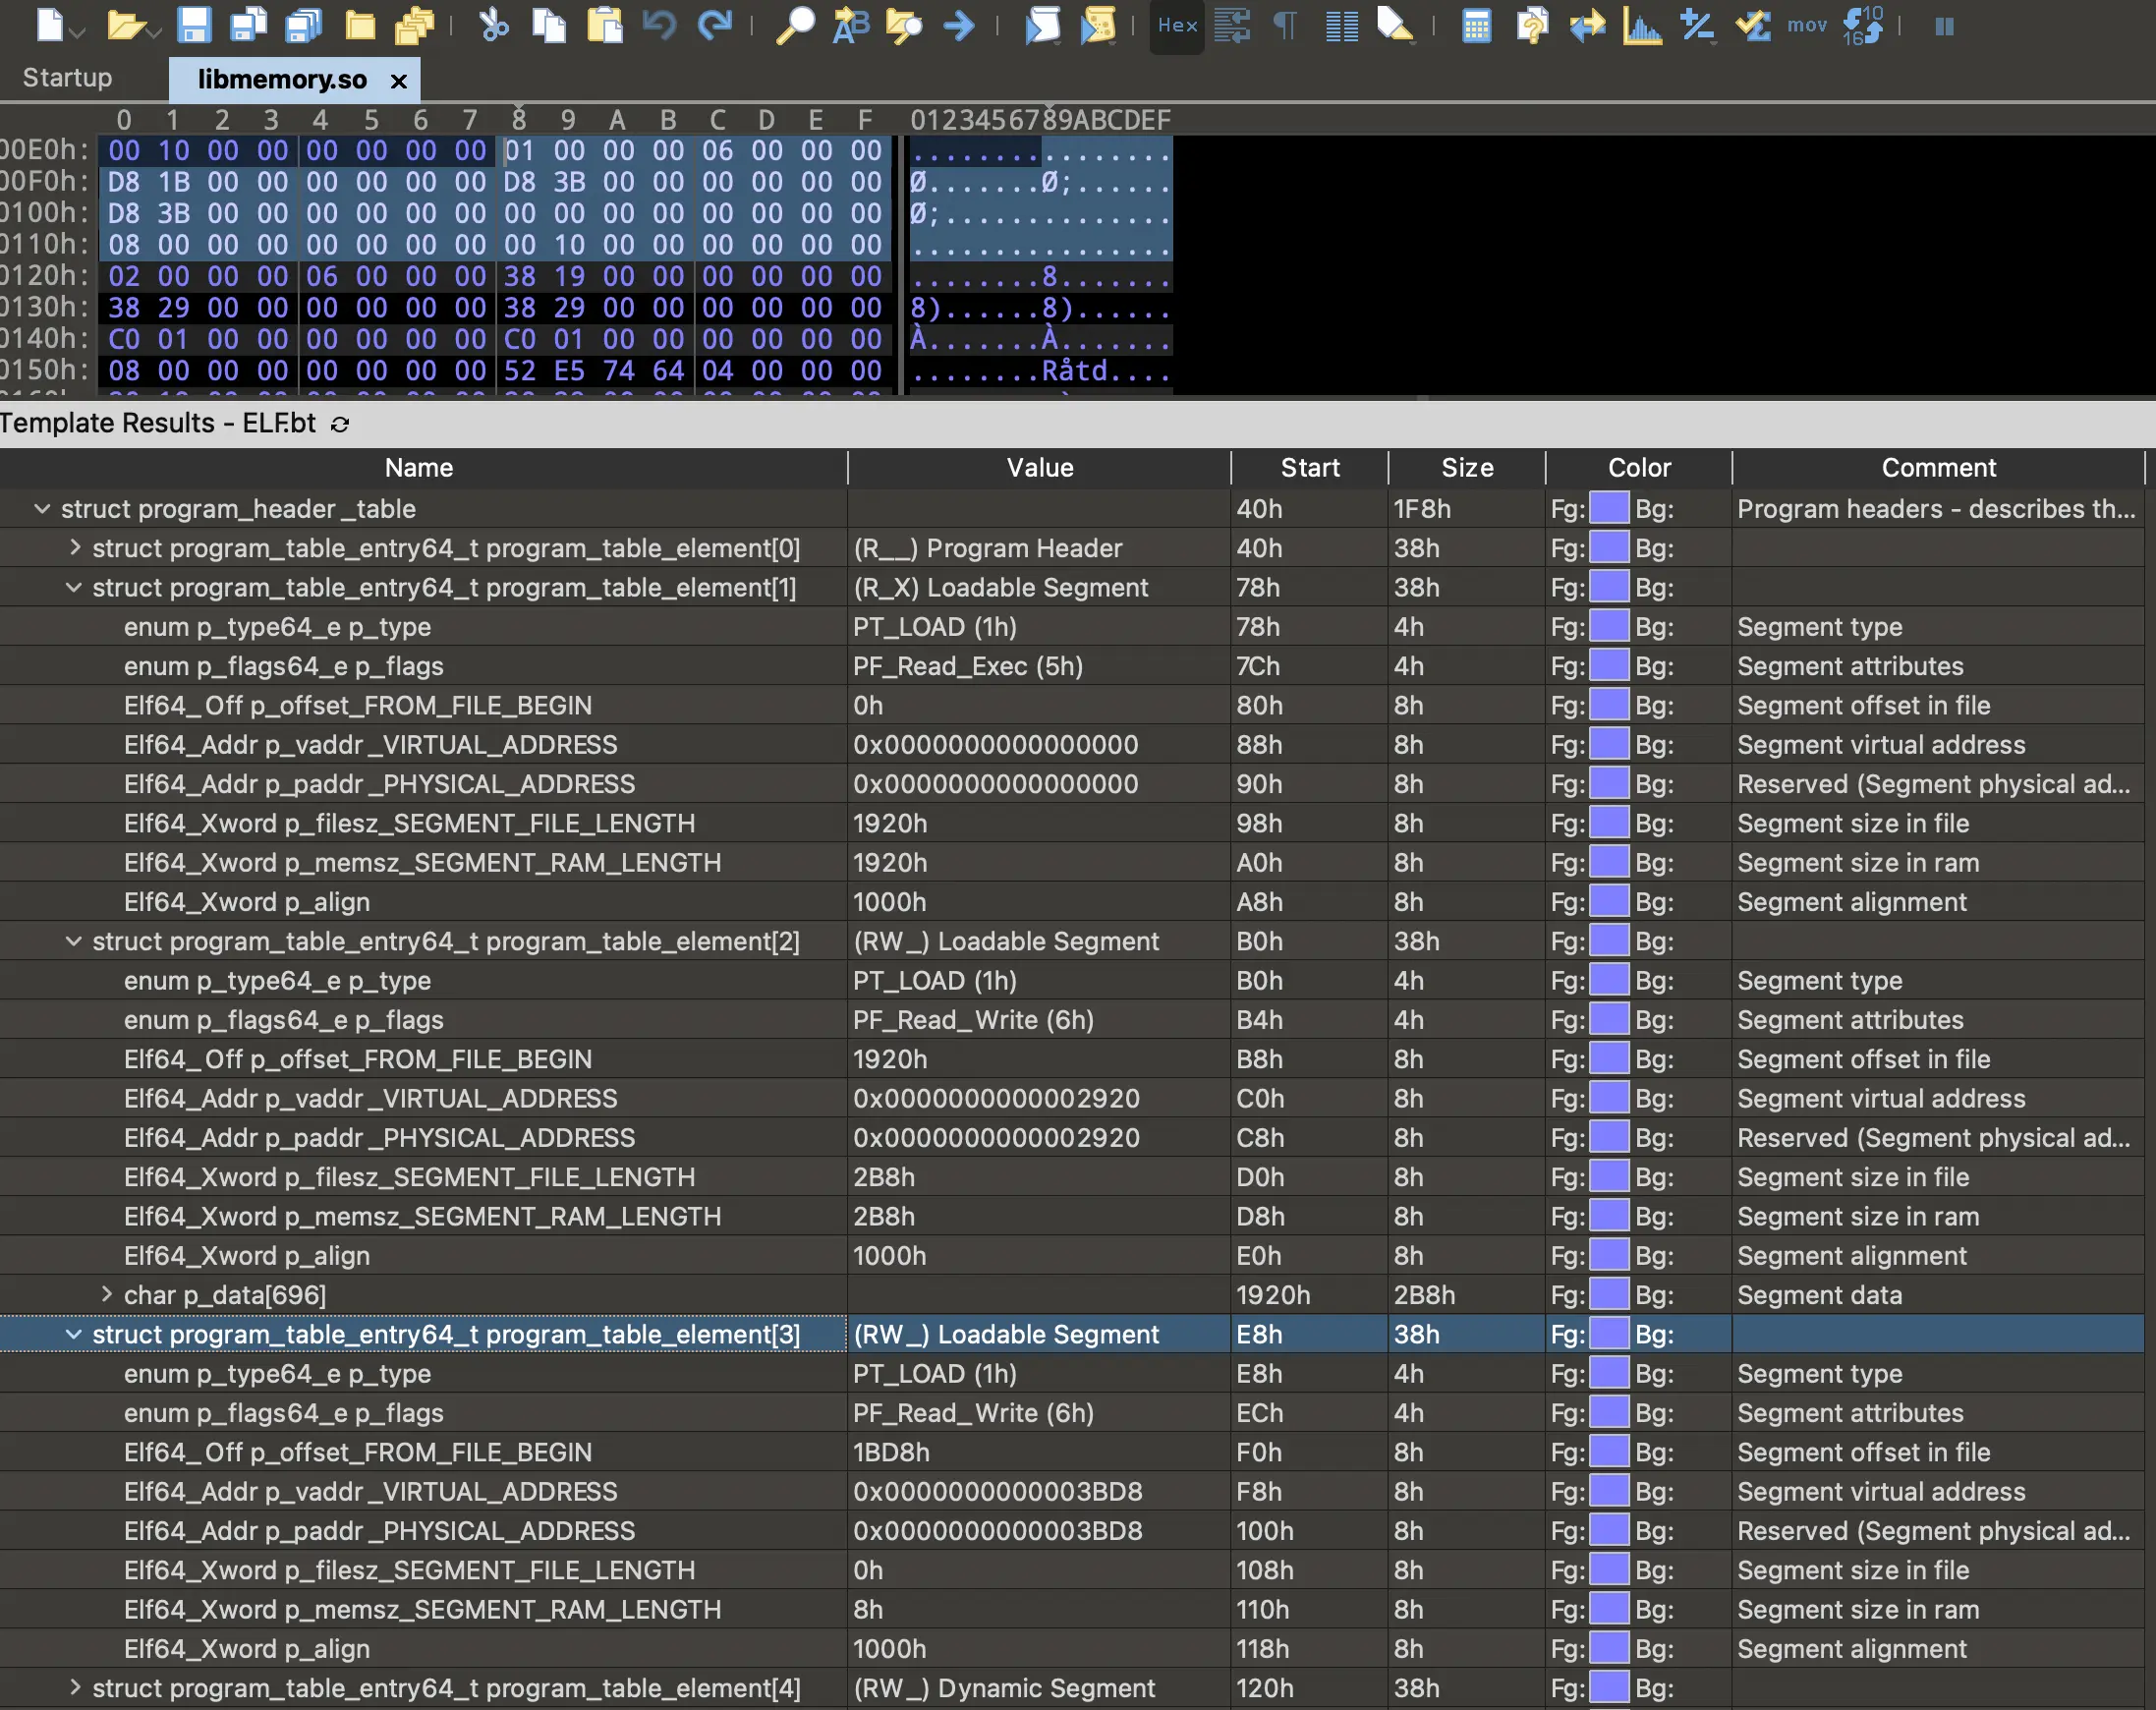 Hex mov 10 16
Startup libmemory.so ×
0 1 2 3 4 5 6 7 8 9 A B C D E F 0123456789ABCDEF
00E0h: 00 10 00 00 00 00 00 00 01 00 00 00 06 00 00 00 ................
00F0h: D8 1B 00 00 00 00 00 00 D8 3B 00 00 00 00 00 00 Ø.......Ø;......
0100h: D8 3B 00 00 00 00 00 00 00 00 00 00 00 00 00 00 Ø;..............
0110h: 08 00 00 00 00 00 00 00 00 10 00 00 00 00 00 00 ................
0120h: 02 00 00 00 06 00 00 00 38 19 00 00 00 00 00 00 ........8.......
0130h: 38 29 00 00 00 00 00 00 38 29 00 00 00 00 00 00 8)......8)......
0140h: C0 01 00 00 00 00 00 00 C0 01 00 00 00 00 00 00 À.......À.......
0150h: 08 00 00 00 00 00 00 00 52 E5 74 64 04 00 00 00 ........Råtd....
Template Results - ELF.bt
Name Value Start Size Color Comment
struct program_header_table 40h 1F8h Fg: Bg: Program headers - describes th...
struct program_table_entry64_t program_table_element[0] (R__) Program Header 40h 38h Fg: Bg:
struct program_table_entry64_t program_table_element[1] (R_X) Loadable Segment 78h 38h Fg: Bg:
enum p_type64_e p_type PT_LOAD (1h) 78h 4h Fg: Bg: Segment type
enum p_flags64_e p_flags PF_Read_Exec (5h) 7Ch 4h Fg: Bg: Segment attributes
Elf64_Off p_offset_FROM_FILE_BEGIN 0h 80h 8h Fg: Bg: Segment offset in file
Elf64_Addr p_vaddr_VIRTUAL_ADDRESS 0x0000000000000000 88h 8h Fg: Bg: Segment virtual address
Elf64_Addr p_paddr_PHYSICAL_ADDRESS 0x0000000000000000 90h 8h Fg: Bg: Reserved (Segment physical ad...
Elf64_Xword p_filesz_SEGMENT_FILE_LENGTH 1920h 98h 8h Fg: Bg: Segment size in file
Elf64_Xword p_memsz_SEGMENT_RAM_LENGTH 1920h A0h 8h Fg: Bg: Segment size in ram
Elf64_Xword p_align 1000h A8h 8h Fg: Bg: Segment alignment
struct program_table_entry64_t program_table_element[2] (RW_) Loadable Segment B0h 38h Fg: Bg:
enum p_type64_e p_type PT_LOAD (1h) B0h 4h Fg: Bg: Segment type
enum p_flags64_e p_flags PF_Read_Write (6h) B4h 4h Fg: Bg: Segment attributes
Elf64_Off p_offset_FROM_FILE_BEGIN 1920h B8h 8h Fg: Bg: Segment offset in file
Elf64_Addr p_vaddr_VIRTUAL_ADDRESS 0x0000000000002920 C0h 8h Fg: Bg: Segment virtual address
Elf64_Addr p_paddr_PHYSICAL_ADDRESS 0x0000000000002920 C8h 8h Fg: Bg: Reserved (Segment physical ad...
Elf64_Xword p_filesz_SEGMENT_FILE_LENGTH 2B8h D0h 8h Fg: Bg: Segment size in file
Elf64_Xword p_memsz_SEGMENT_RAM_LENGTH 2B8h D8h 8h Fg: Bg: Segment size in ram
Elf64_Xword p_align 1000h E0h 8h Fg: Bg: Segment alignment
char p_data[696] 1920h 2B8h Fg: Bg: Segment data
struct program_table_entry64_t program_table_element[3] (RW_) Loadable Segment E8h 38h Fg: Bg:
enum p_type64_e p_type PT_LOAD (1h) E8h 4h Fg: Bg: Segment type
enum p_flags64_e p_flags PF_Read_Write (6h) ECh 4h Fg: Bg: Segment attributes
Elf64_Off p_offset_FROM_FILE_BEGIN 1BD8h F0h 8h Fg: Bg: Segment offset in file
Elf64_Addr p_vaddr_VIRTUAL_ADDRESS 0x0000000000003BD8 F8h 8h Fg: Bg: Segment virtual address
Elf64_Addr p_paddr_PHYSICAL_ADDRESS 0x0000000000003BD8 100h 8h Fg: Bg: Reserved (Segment physical ad...
Elf64_Xword p_filesz_SEGMENT_FILE_LENGTH 0h 108h 8h Fg: Bg: Segment size in file
Elf64_Xword p_memsz_SEGMENT_RAM_LENGTH 8h 110h 8h Fg: Bg: Segment size in ram
Elf64_Xword p_align 1000h 118h 8h Fg: Bg: Segment alignment
struct program_table_entry64_t program_table_element[4] (RW_) Dynamic Segment 120h 38h Fg: Bg: